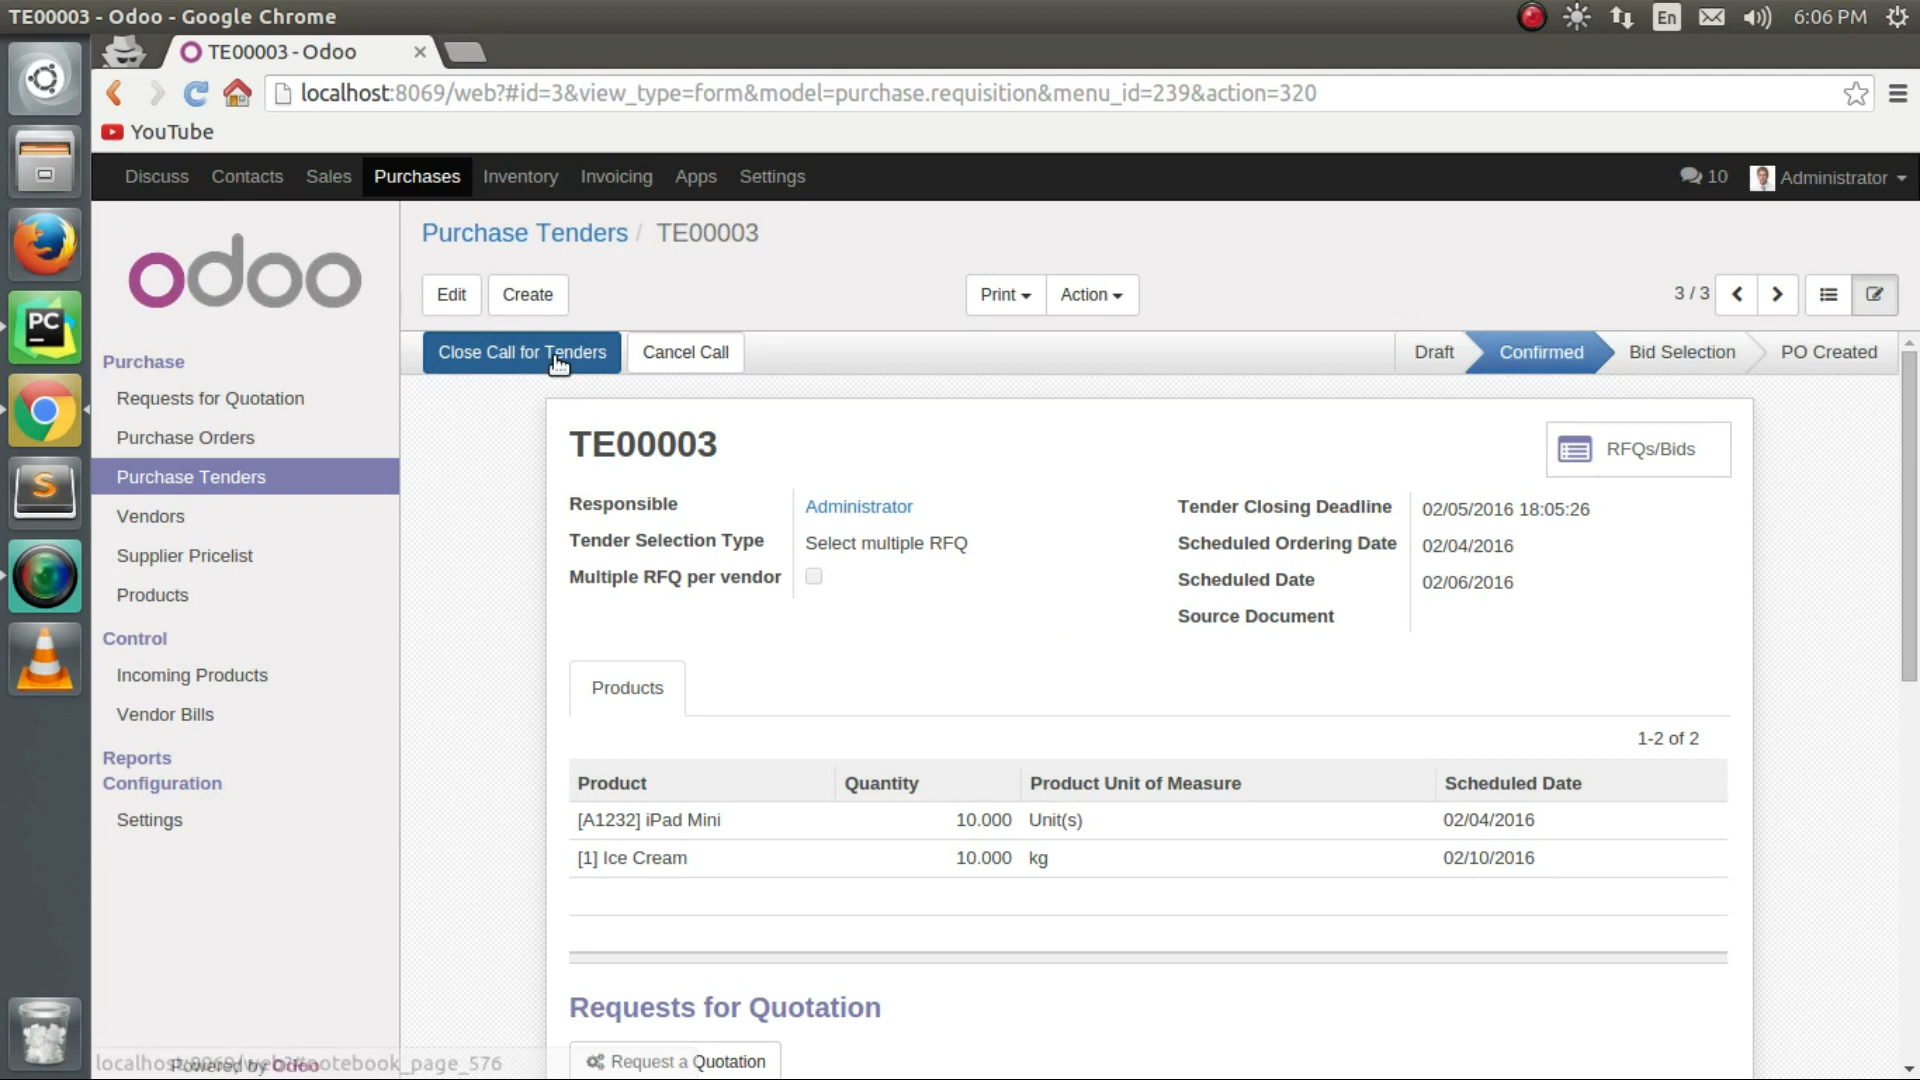 TE00003 - Odoo - Google Chrome
En
6:06 PM
TE00003 - Odoo
localhost:8069/web?#id=3&view_type=form&model=purchase.requisition&menu_id=239&action=320
YouTube
Discuss Contacts Sales Purchases Inventory Invoicing Apps Settings
10 Administrator
odoo
Purchase Tenders / TE00003
Edit Create Print Action 3 / 3
Close Call for Tenders Cancel Call Draft Confirmed Bid Selection PO Created
Purchase
Requests for Quotation
Purchase Orders
Purchase Tenders
Vendors
Supplier Pricelist
Products
Control
Incoming Products
Vendor Bills
Reports
Configuration
Settings
PC
S
TE00003
RFQs/Bids
Responsible Administrator
Tender Selection Type Select multiple RFQ
Multiple RFQ per vendor
Tender Closing Deadline 02/05/2016 18:05:26
Scheduled Ordering Date 02/04/2016
Scheduled Date 02/06/2016
Source Document
Products
1-2 of 2
Product Quantity Product Unit of Measure Scheduled Date
[A1232] iPad Mini 10.000 Unit(s) 02/04/2016
[1] Ice Cream 10.000 kg 02/10/2016
Requests for Quotation
Request a Quotation
Powered by Odoo